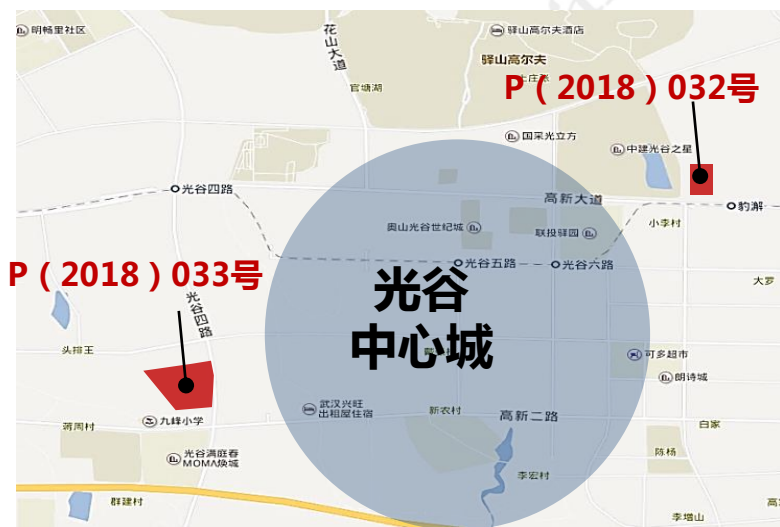 明畅里社区
花山大道
驿山高尔夫酒店
驿山高尔夫
官塘湖
P（2018）032号
国采光立方
中建光谷之星
光谷四路
高新大道
豹澥
小李村
奥山光谷世纪城
联投驿园
P（2018）033号
光谷五路
光谷六路
大罗
光谷
中心城
光谷四路
头排王
可多超市
朗诗城
武汉兴旺
出租屋住宿
新农村
高新二路
九峰小学
蒋周村
白家
光谷满庭春
MOMA焕城
陈杨
李宏村
群建村
李增山